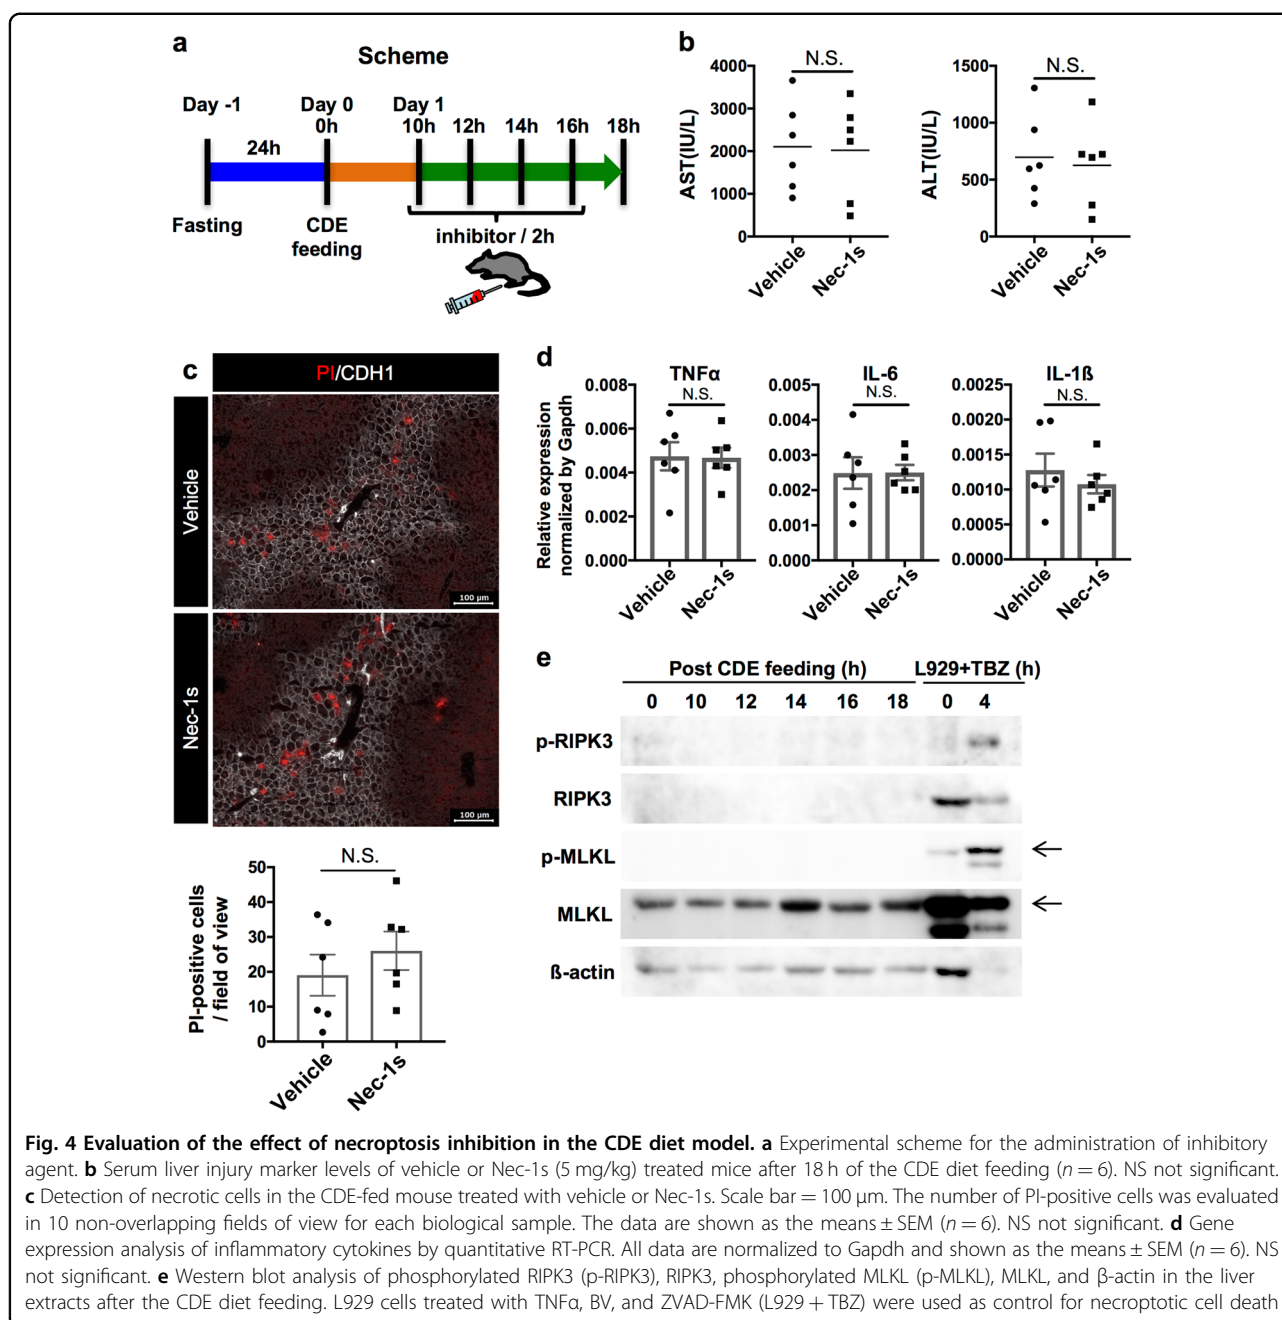 a
Scheme
Day -1 Day 0 Day 1
0h 10h 12h 14h 16h 18h
24h
Fasting CDE feeding
inhibitor / 2h
b
AST(IU/L)
N.S.
4000
3000
2000
1000
0
Vehicle Nec-1s
ALT(IU/L)
N.S.
1500
1000
500
0
Vehicle Nec-1s
c
PI/CDH1
Vehicle
100 µm
Nec-1s
100 µm
PI-positive cells
/ field of view
N.S.
50
40
30
20
10
0
Vehicle Nec-1s
d
Relative expression
normalized by Gapdh
TNFα
N.S.
0.008
0.006
0.004
0.002
0.000
Vehicle Nec-1s
IL-6
N.S.
0.005
0.004
0.003
0.002
0.001
0.000
Vehicle Nec-1s
IL-1ß
N.S.
0.0025
0.0020
0.0015
0.0010
0.0005
0.0000
Vehicle Nec-1s
e
Post CDE feeding (h) L929+TBZ (h)
0 10 12 14 16 18 0 4
p-RIPK3
RIPK3
p-MLKL
MLKL
ß-actin
Fig. 4 Evaluation of the effect of necroptosis inhibition in the CDE diet model. a Experimental scheme for the administration of inhibitory
agent. b Serum liver injury marker levels of vehicle or Nec-1s (5 mg/kg) treated mice after 18 h of the CDE diet feeding (n = 6). NS not significant.
c Detection of necrotic cells in the CDE-fed mouse treated with vehicle or Nec-1s. Scale bar = 100 µm. The number of PI-positive cells was evaluated
in 10 non-overlapping fields of view for each biological sample. The data are shown as the means ± SEM (n = 6). NS not significant. d Gene
expression analysis of inflammatory cytokines by quantitative RT-PCR. All data are normalized to Gapdh and shown as the means ± SEM (n = 6). NS
not significant. e Western blot analysis of phosphorylated RIPK3 (p-RIPK3), RIPK3, phosphorylated MLKL (p-MLKL), MLKL, and β-actin in the liver
extracts after the CDE diet feeding. L929 cells treated with TNFα, BV, and ZVAD-FMK (L929 + TBZ) were used as control for necroptotic cell death